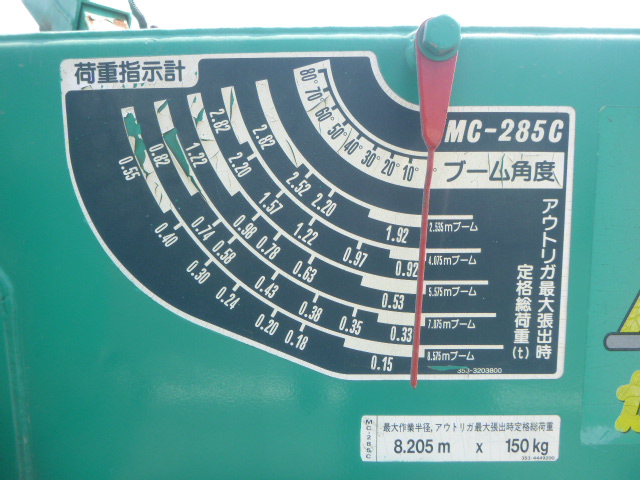 荷重指示計
MC-285C
80° 70° 60° 50° 40° 30° 20° 10°
ブーム角度
2.82 2.52 2.20 1.92
2.535mブーム
2.82 2.20 1.57 1.22 0.97 0.92
4.075mブーム
1.22 0.98 0.78 0.63 0.53
5.575mブーム
0.82 0.74 0.58 0.43 0.38 0.35 0.33
7.075mブーム
0.55 0.40 0.30 0.24 0.20 0.18 0.15
8.575mブーム
アウトリガ最大張出時
定格総荷重(t)
353-3203800
MC-285C
最大作業半径, アウトリガ最大張出時定格総荷重
8.205 m x 150 kg
353-4449200